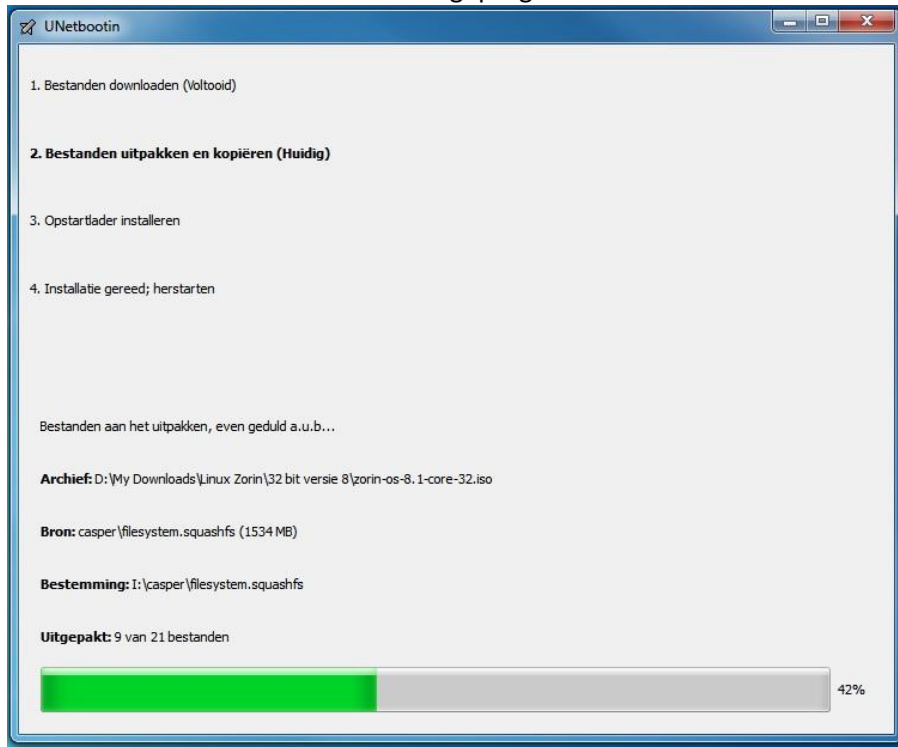 UNetbootin
1. Bestanden downloaden (Voltooid)
2. Bestanden uitpakken en kopiëren (Huidig)
3. Opstartlader installeren
4. Installatie gereed; herstarten
Bestanden aan het uitpakken, even geduld a.u.b...
Archief: D:\My Downloads\Linux Zorin\32 bit versie 8\zorin-os-8.1-core-32.iso
Bron: casper\filesystem.squashfs (1534 MB)
Bestemming: I:\casper\filesystem.squashfs
Uitgepakt: 9 van 21 bestanden
42%